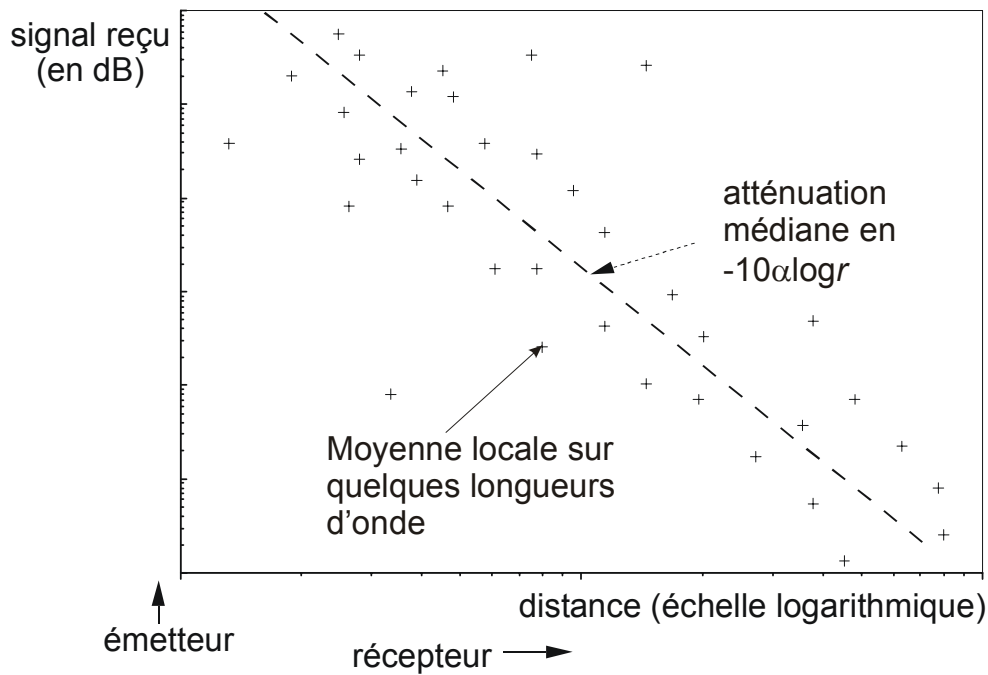 signal reçu
(en dB)
atténuation
médiane en
-10αlogr
Moyenne locale sur
quelques longueurs
d'onde
distance (échelle logarithmique)
émetteur
récepteur